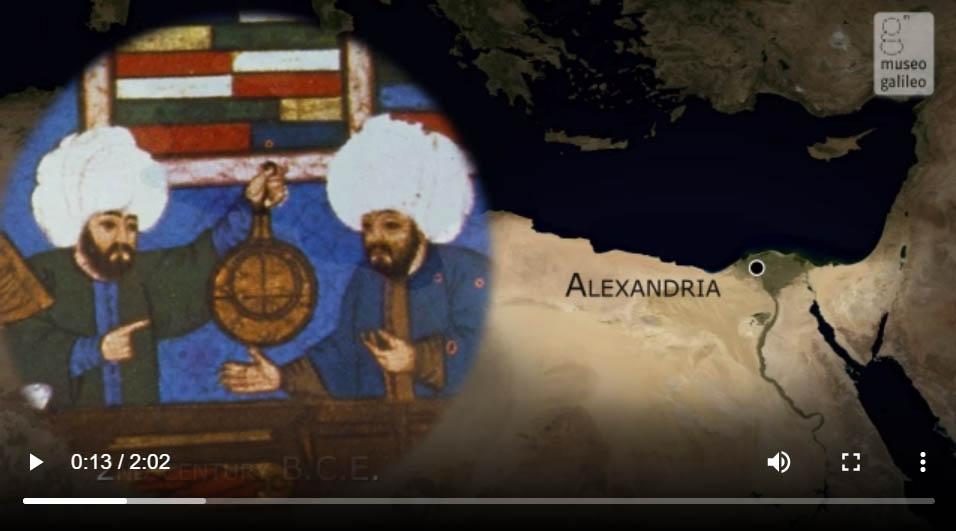 museo
galileo
ALEXANDRIA
0:13 / 2:02
2ND CENTURY B.C.E.